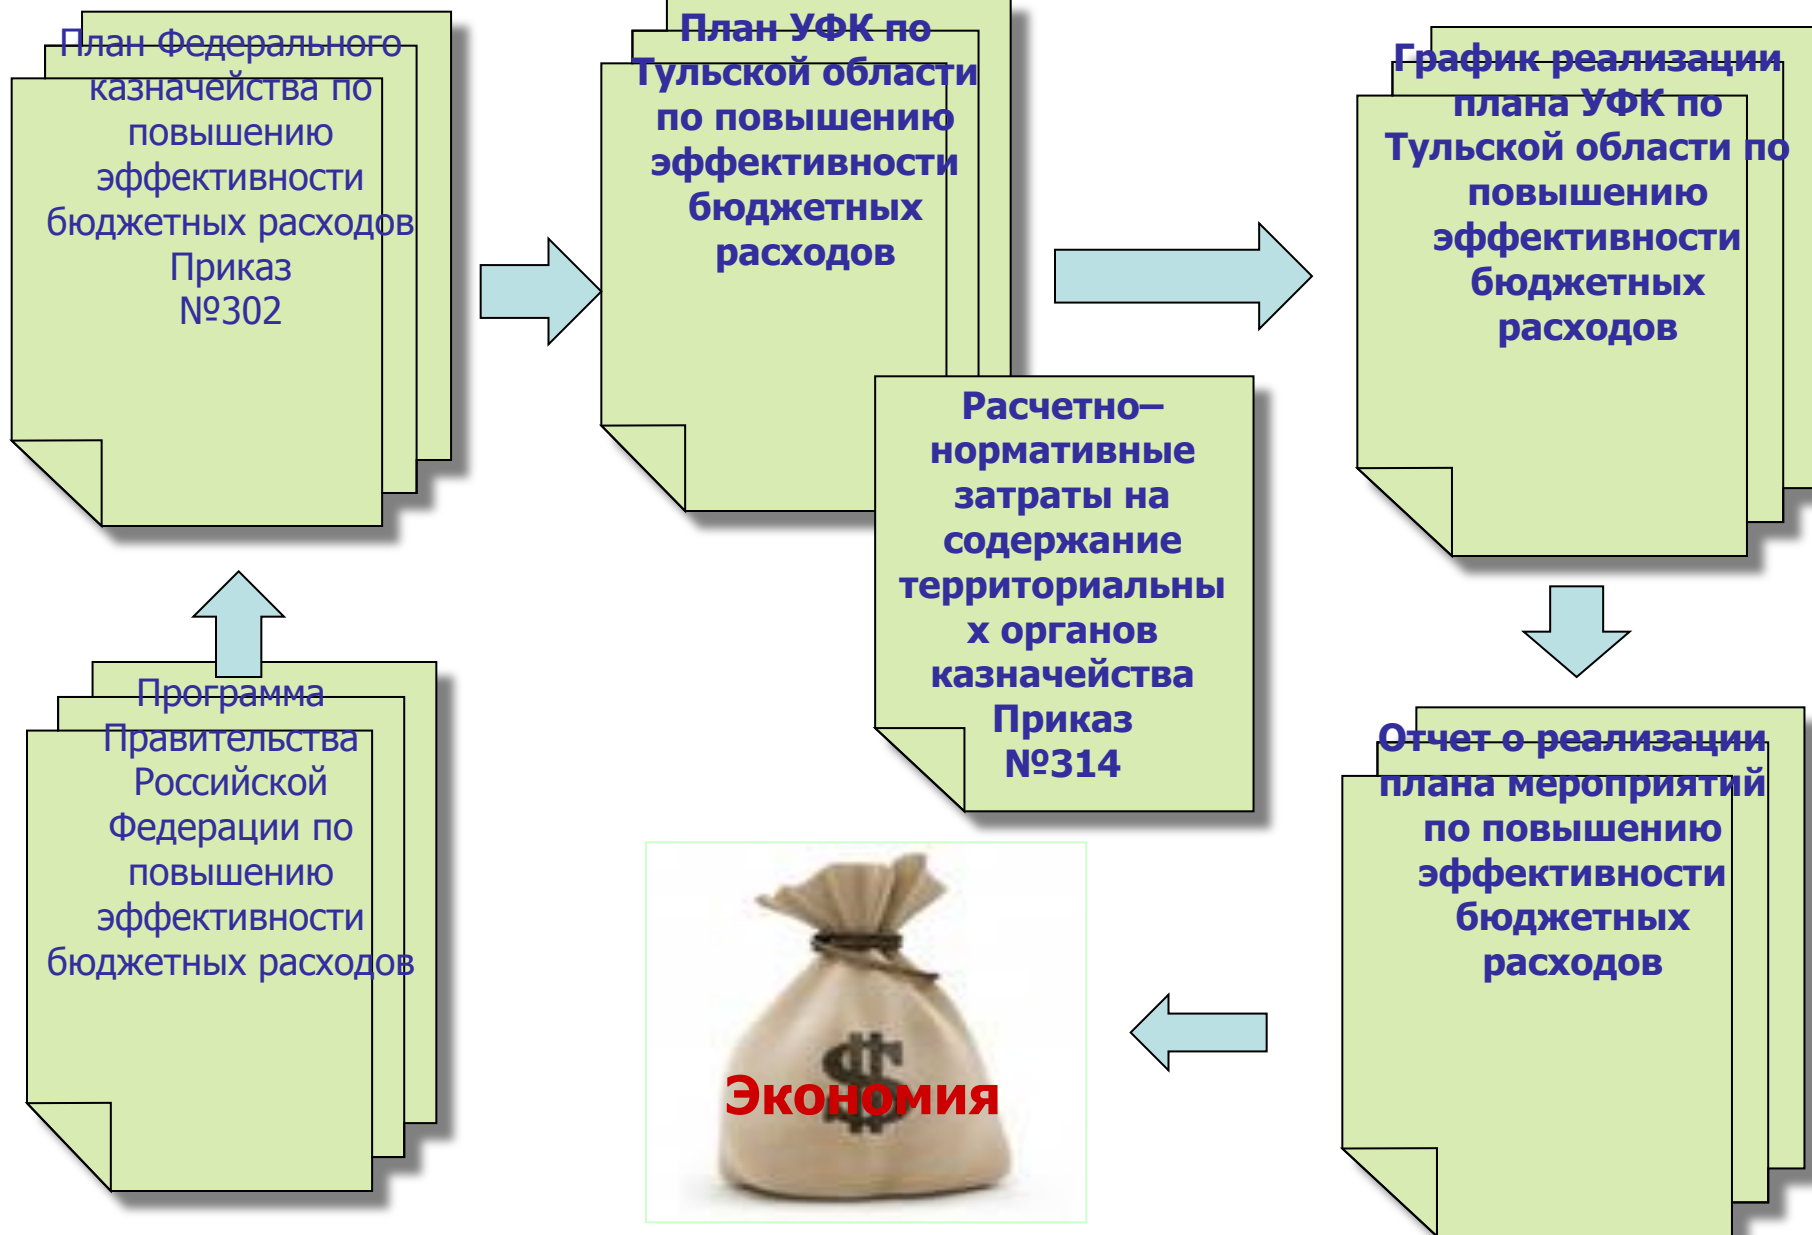 План Федерального
казначейства по
повышению
эффективности
бюджетных расходов
Приказ
№302
План УФК по
Тульской области
по повышению
эффективности
бюджетных
расходов
График реализации
плана УФК по
Тульской области по
повышению
эффективности
бюджетных
расходов
Расчетно–
нормативные
затраты на
содержание
территориальны
х органов
казначейства
Приказ
№314
Программа
Правительства
Российской
Федерации по
повышению
эффективности
бюджетных расходов
Отчет о реализации
плана мероприятий
по повышению
эффективности
бюджетных
расходов
$
Экономия